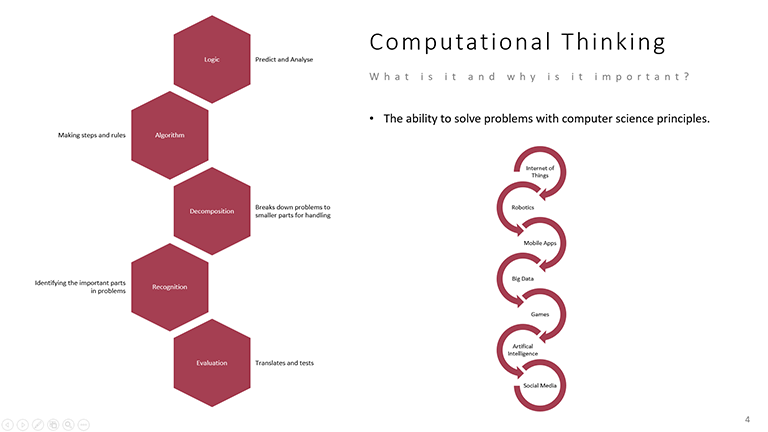 Computational Thinking
What is it and why is it important?
• The ability to solve problems with computer science principles.
Logic
Predict and Analyse
Making steps and rules
Algorithm
Decomposition
Breaks down problems to
smaller parts for handling
Identifying the important parts
in problems
Recognition
Evaluation
Translates and tests
Internet of
Things
Robotics
Mobile Apps
Big Data
Games
Artifical
Intelligence
Social Media
4